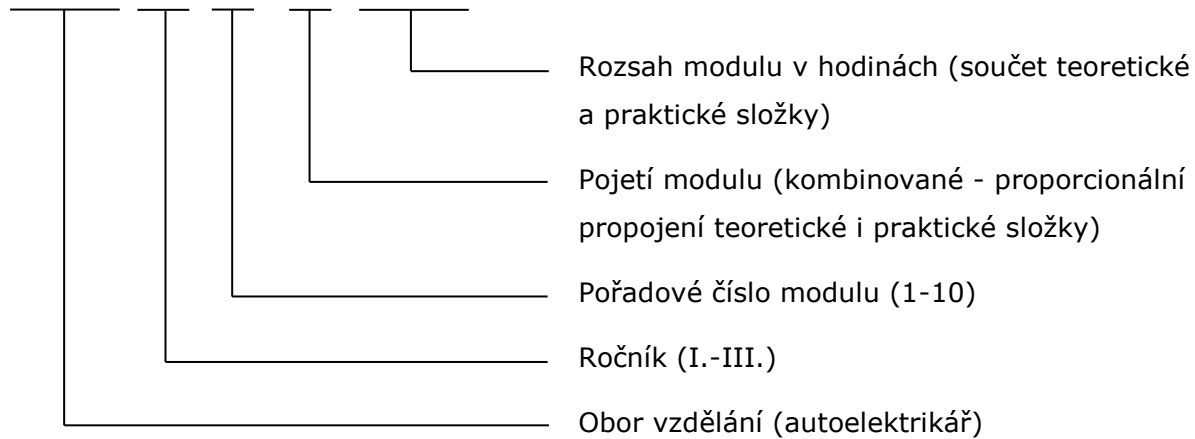 Rozsah modulu v hodinách (součet teoretické
a praktické složky)
Pojetí modulu (kombinované - proporcionální
propojení teoretické i praktické složky)
Pořadové číslo modulu (1-10)
Ročník (I.-III.)
Obor vzdělání (autoelektrikář)